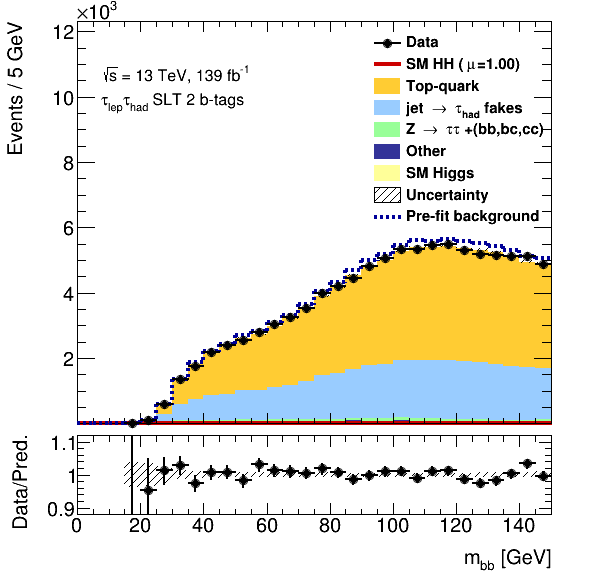 ×10³
Events / 5 GeV
12
10
8
6
4
2
√s = 13 TeV, 139 fb⁻¹
τlepτhad SLT 2 b-tags
Data
SM HH ( μ=1.00)
Top-quark
jet → τhad fakes
Z → ττ +(bb,bc,cc)
Other
SM Higgs
Uncertainty
Pre-fit background
Data/Pred.
1.1
1
0.9
0 20 40 60 80 100 120 140
mbb [GeV]